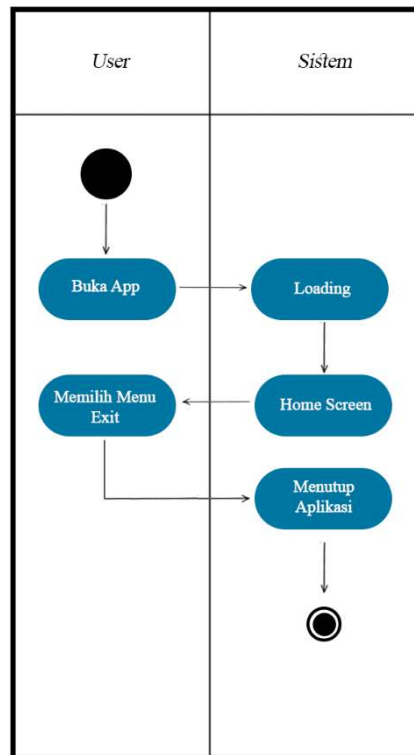 User
Sistem
Buka App
Loading
Memilih Menu
Exit
Home Screen
Menutup
Aplikasi